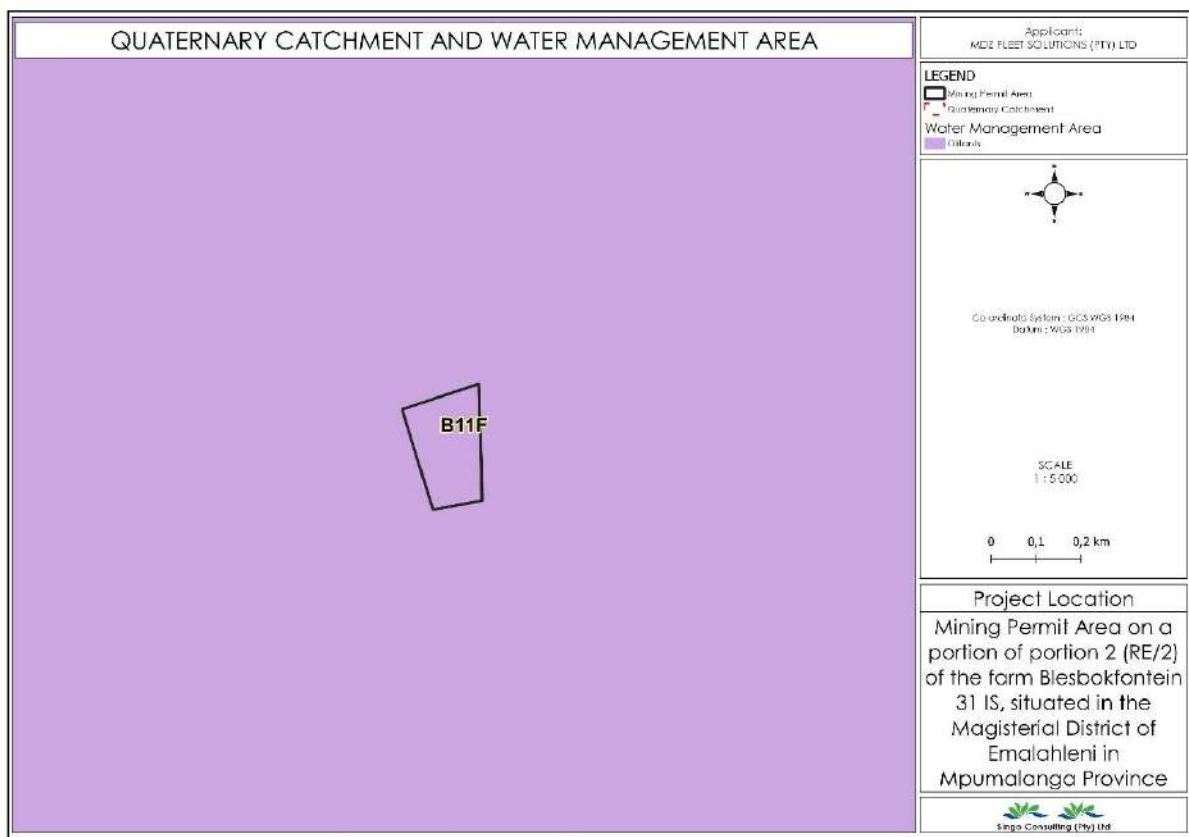 QUATERNARY CATCHMENT AND WATER MANAGEMENT AREA
Applicant:
MDZ FLEET SOLUTIONS (PTY) LTD
LEGEND
Mining Permit Area
Quaternary Catchment
Water Management Area
Olifants
N
W
E
S
Co-ordinate System : GCS WGS 1984
Datum : WGS 1984
B11F
SCALE
1 : 5 000
0 0,1 0,2 km
Project Location
Mining Permit Area on a
portion of portion 2 (RE/2)
of the farm Blesbokfontein
31 IS, situated in the
Magisterial District of
Emalahleni in
Mpumalanga Province
Singo Consulting (Pty) Ltd